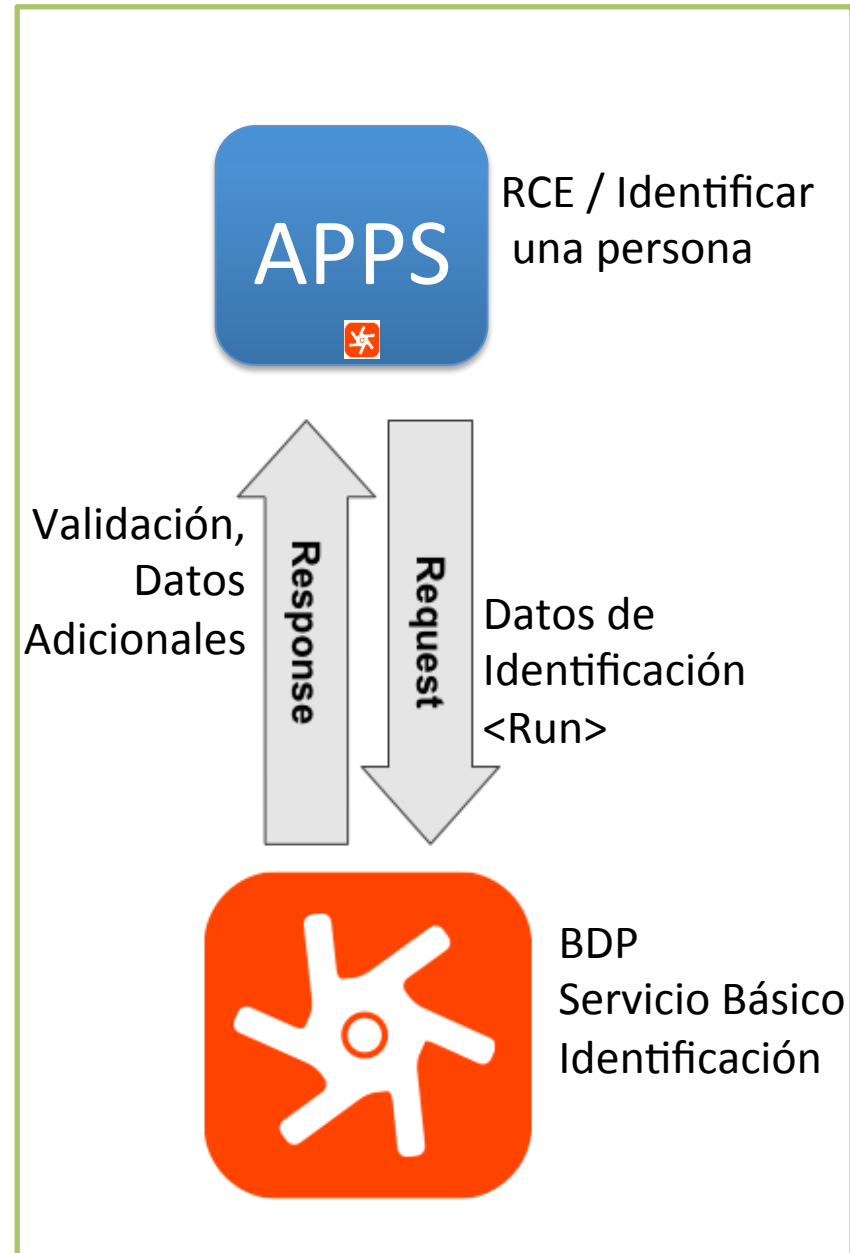 APPS
RCE / Identificar
una persona
Validación,
Datos
Adicionales
Response
Request
Datos de
Identificación
<Run>
BDP
Servicio Básico
Identificación